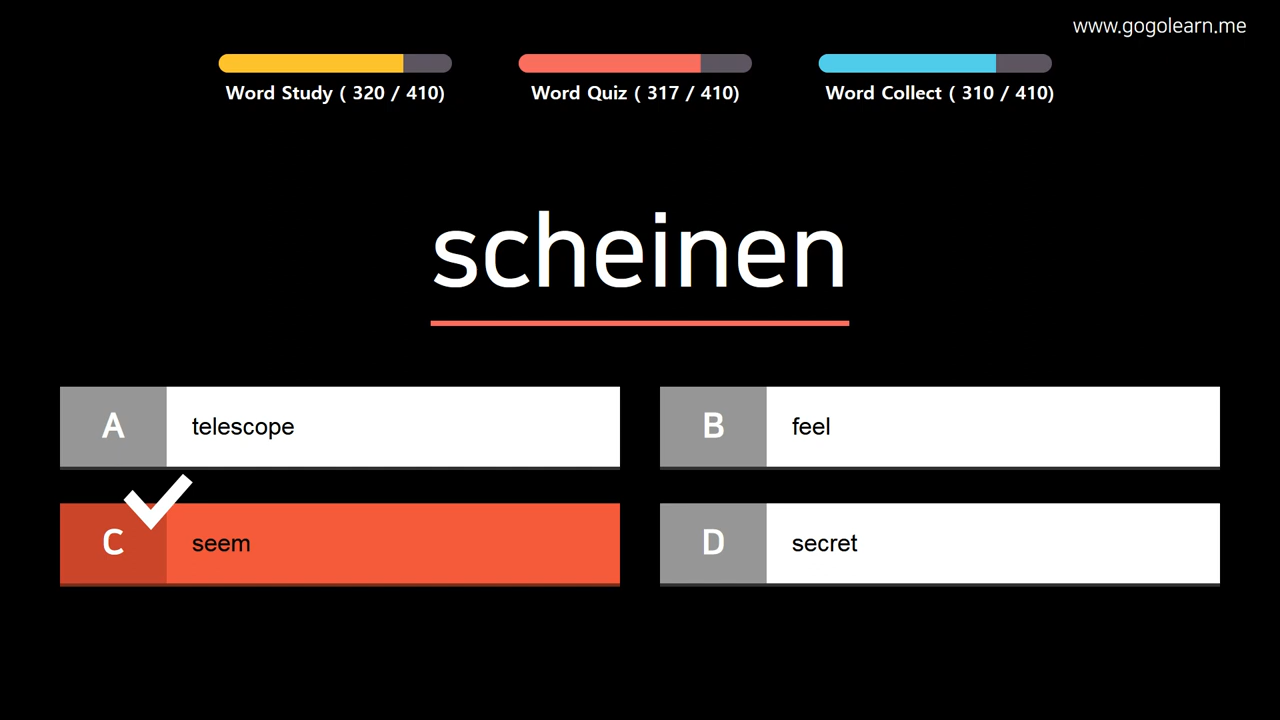 www.gogolearn.me
Word Study ( 320 / 410)
Word Quiz ( 317 / 410)
Word Collect ( 310 / 410)
scheinen
A telescope
B feel
C seem
D secret